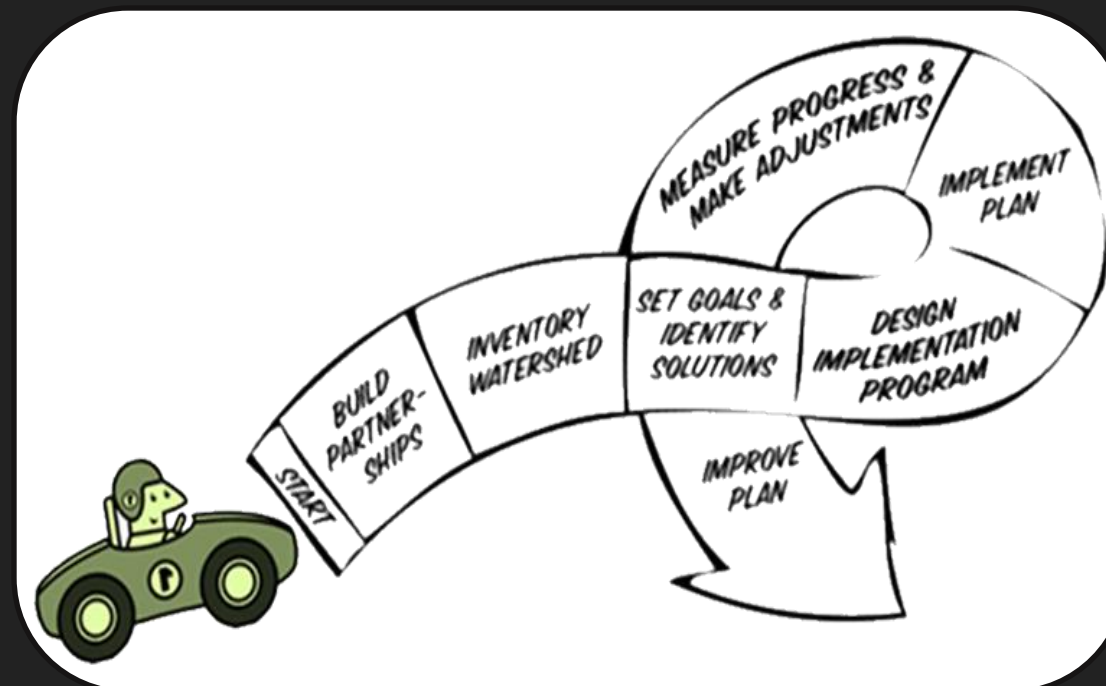 START
BUILD
PARTNER-
SHIPS
INVENTORY
WATERSHED
SET GOALS &
IDENTIFY
SOLUTIONS
DESIGN
IMPLEMENTATION
PROGRAM
IMPLEMENT
PLAN
MEASURE PROGRESS &
MAKE ADJUSTMENTS
IMPROVE
PLAN